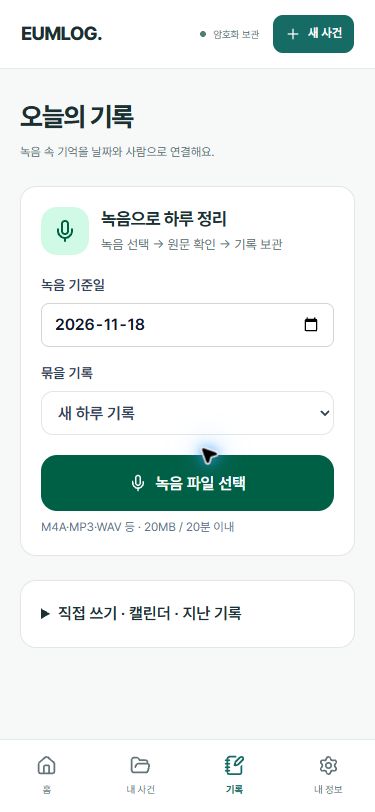 EUMLOG.
암호화 보관
새 사건
오늘의 기록
녹음 속 기억을 날짜와 사람으로 연결해요.
녹음으로 하루 정리
녹음 선택 → 원문 확인 → 기록 보관
녹음 기준일
2026-11-18
묶을 기록
새 하루 기록
녹음 파일 선택
M4A·MP3·WAV 등 · 20MB / 20분 이내
직접 쓰기 · 캘린더 · 지난 기록
홈
내 사건
기록
내 정보